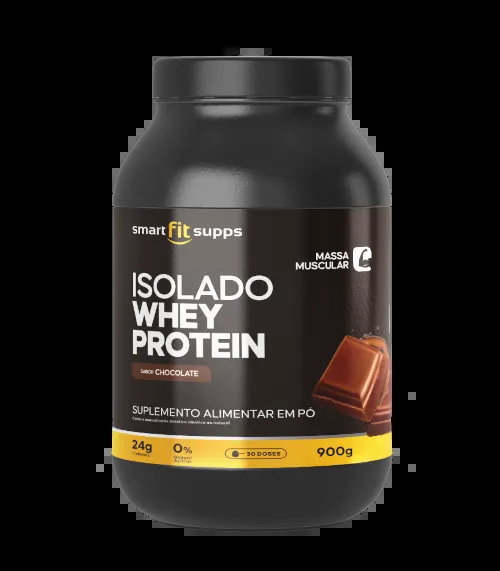 smart fit supps
MASSA
MUSCULAR
ISOLADO
WHEY
PROTEIN
SABOR CHOCOLATE
SUPLEMENTO ALIMENTAR EM PÓ
24g
0%
30 DOSES
900g